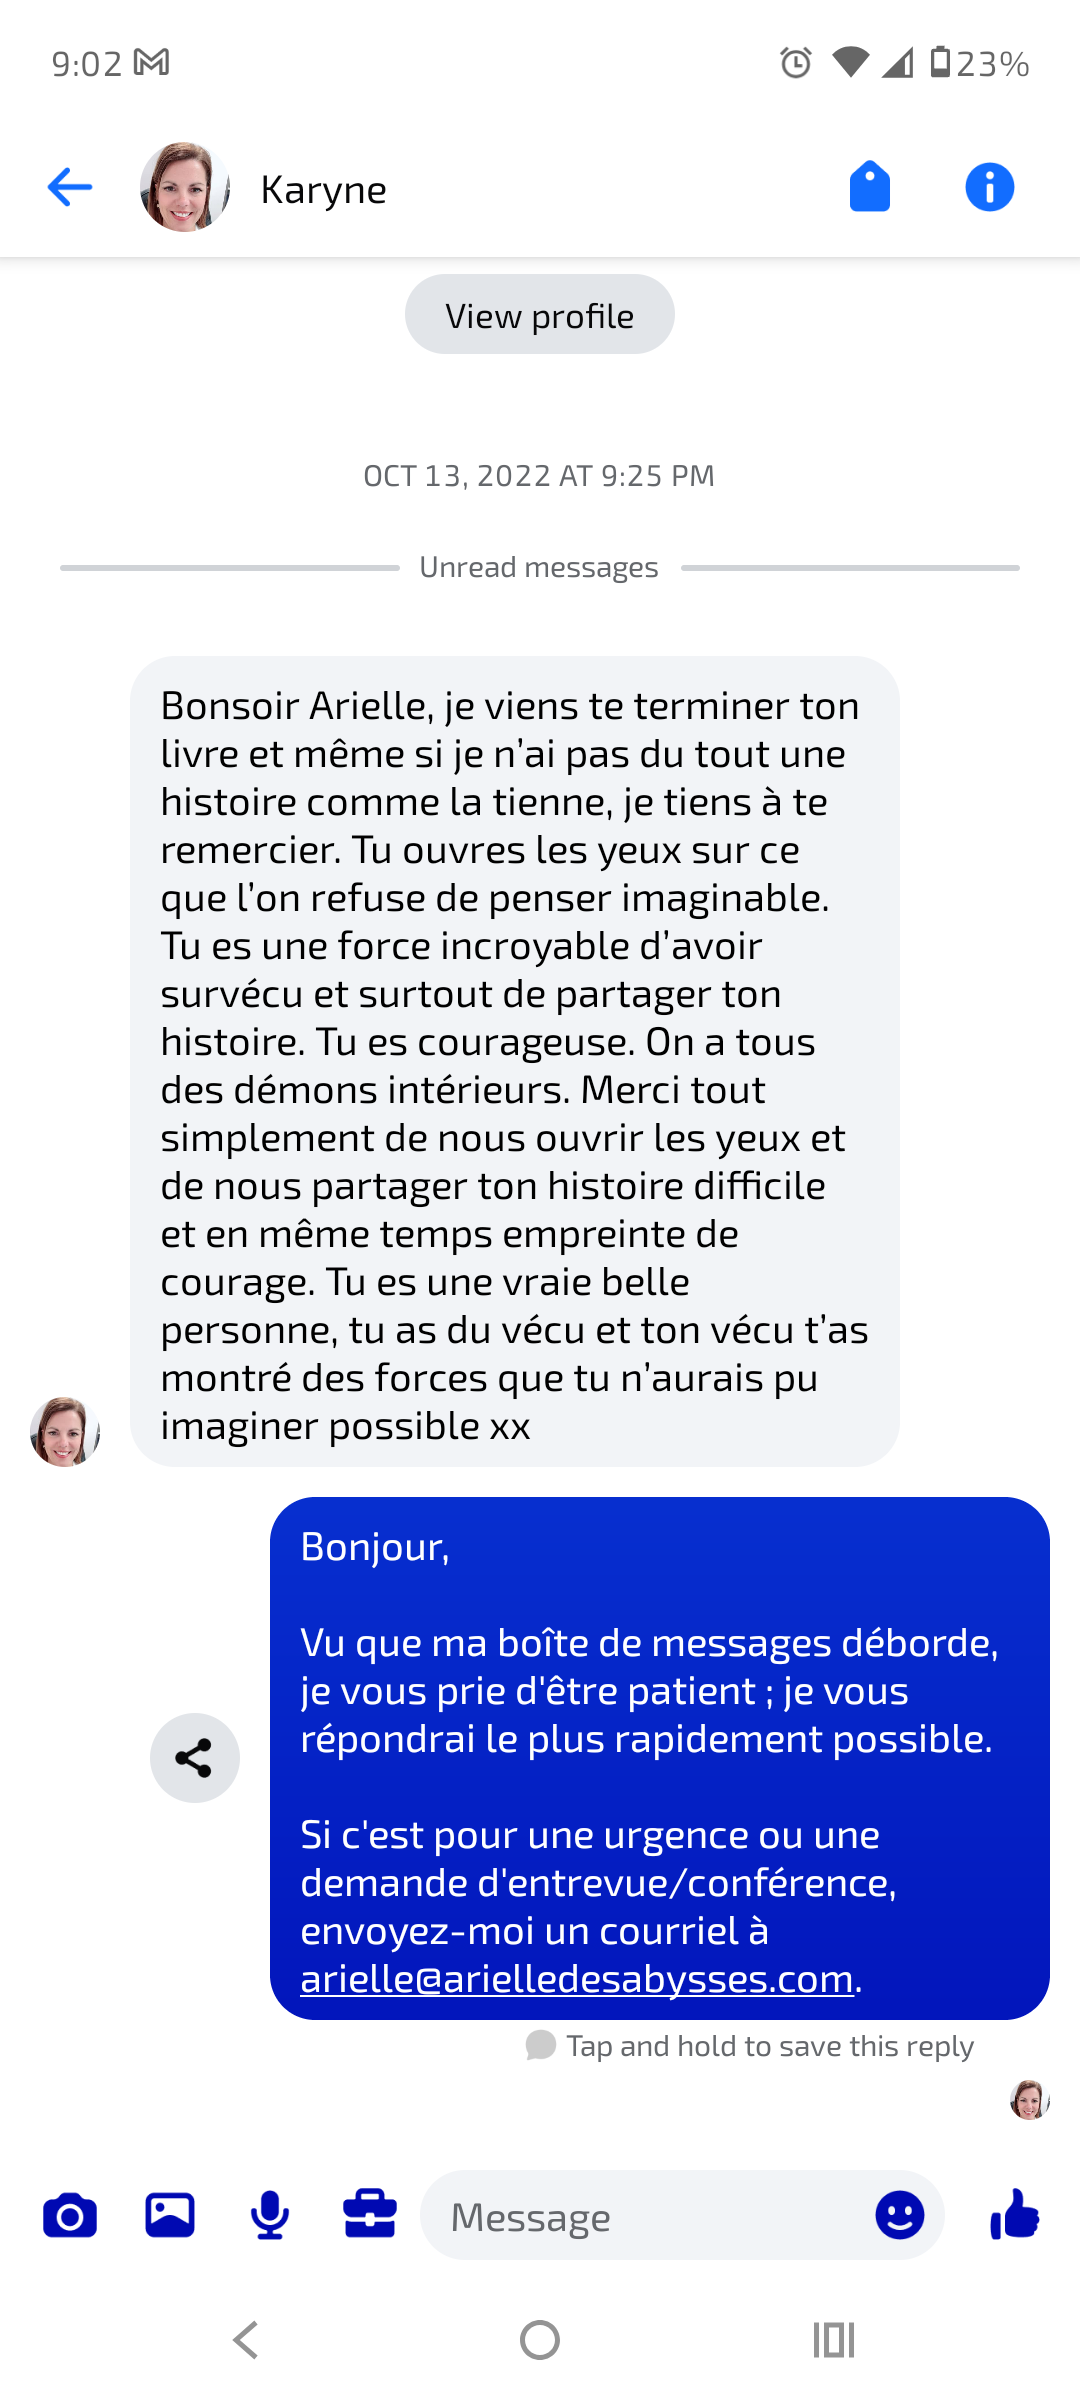 9:02
23%
Karyne
View profile
OCT 13, 2022 AT 9:25 PM
Unread messages
Bonsoir Arielle, je viens te terminer ton
livre et même si je n’ai pas du tout une
histoire comme la tienne, je tiens à te
remercier. Tu ouvres les yeux sur ce
que l’on refuse de penser imaginable.
Tu es une force incroyable d’avoir
survécu et surtout de partager ton
histoire. Tu es courageuse. On a tous
des démons intérieurs. Merci tout
simplement de nous ouvrir les yeux et
de nous partager ton histoire difficile
et en même temps empreinte de
courage. Tu es une vraie belle
personne, tu as du vécu et ton vécu t’as
montré des forces que tu n’aurais pu
imaginer possible xx
Bonjour,
Vu que ma boîte de messages déborde,
je vous prie d'être patient ; je vous
répondrai le plus rapidement possible.
Si c'est pour une urgence ou une
demande d'entrevue/conférence,
envoyez-moi un courriel à
arielle@arielledesabysses.com.
Tap and hold to save this reply
Message